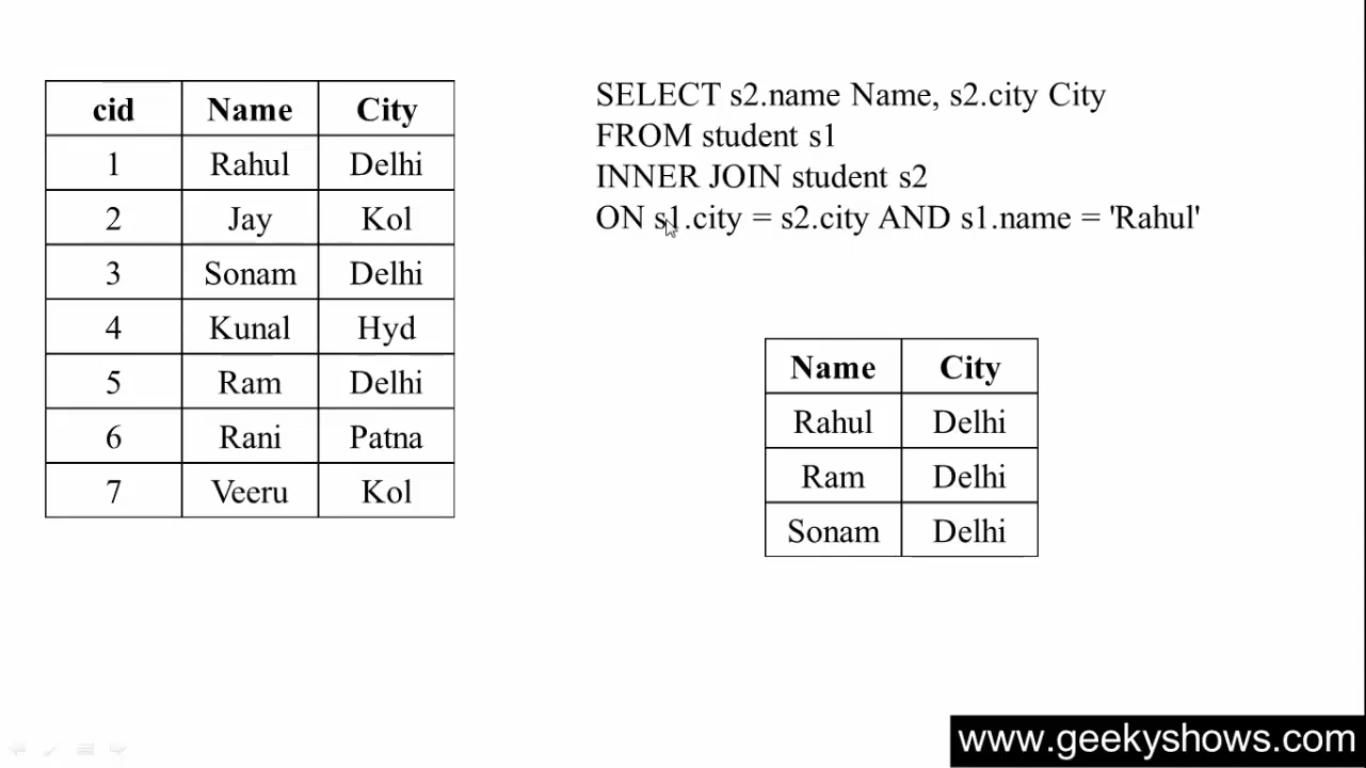 cid Name City
1 Rahul Delhi
2 Jay Kol
3 Sonam Delhi
4 Kunal Hyd
5 Ram Delhi
6 Rani Patna
7 Veeru Kol
SELECT s2.name Name, s2.city City
FROM student s1
INNER JOIN student s2
ON s1.city = s2.city AND s1.name = 'Rahul'
Name City
Rahul Delhi
Ram Delhi
Sonam Delhi
www.geekyshows.com